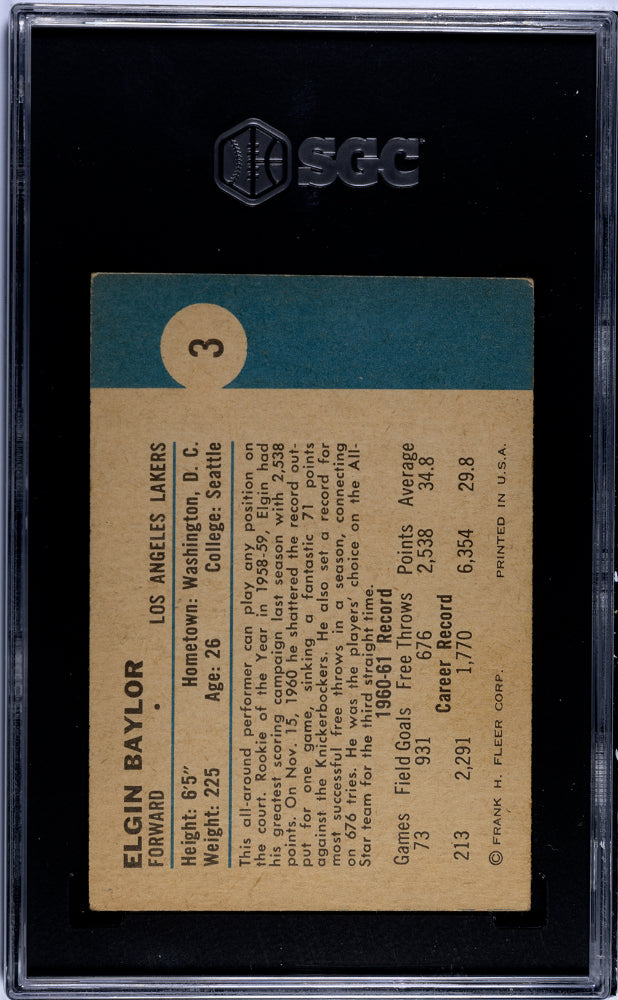 SGC
3
ELGIN BAYLOR
FORWARD • LOS ANGELES LAKERS
Height: 6'5" Hometown: Washington, D. C.
Weight: 225 Age: 26 College: Seattle
This all-around performer can play any position on
the court. Rookie of the Year in 1958-59, Elgin had
his greatest scoring campaign last season with 2,538
points. On Nov. 15, 1960 he shattered the record out-
put for one game, sinking a fantastic 71 points
against the Knickerbockers. He also set a record for
most successful free throws in a season, connecting
on 676 tries. He was the players' choice on the All-
Star team for the third straight time.
1960-61 Record
Games Field Goals Free Throws Points Average
73 931 676 2,538 34.8
Career Record
213 2,291 1,770 6,354 29.8
© FRANK H. FLEER CORP. PRINTED IN U.S.A.